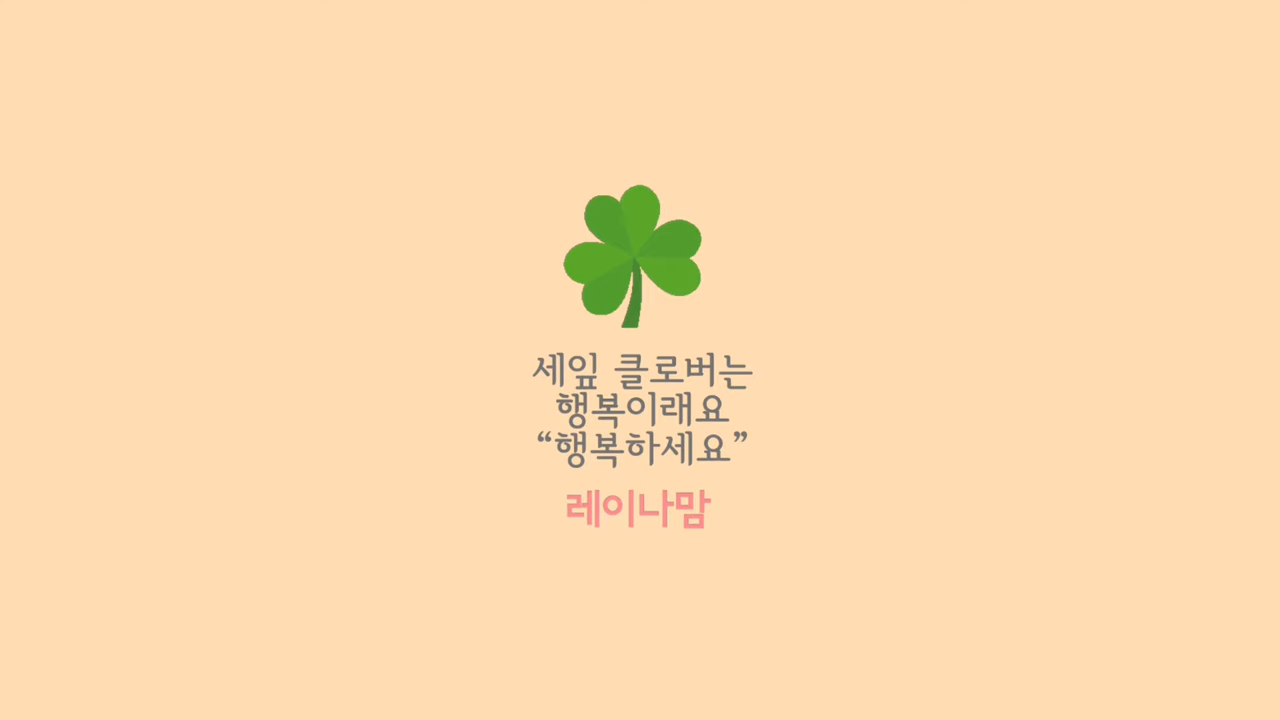 세잎 클로버는
행복이래요
“행복하세요”
레이나맘